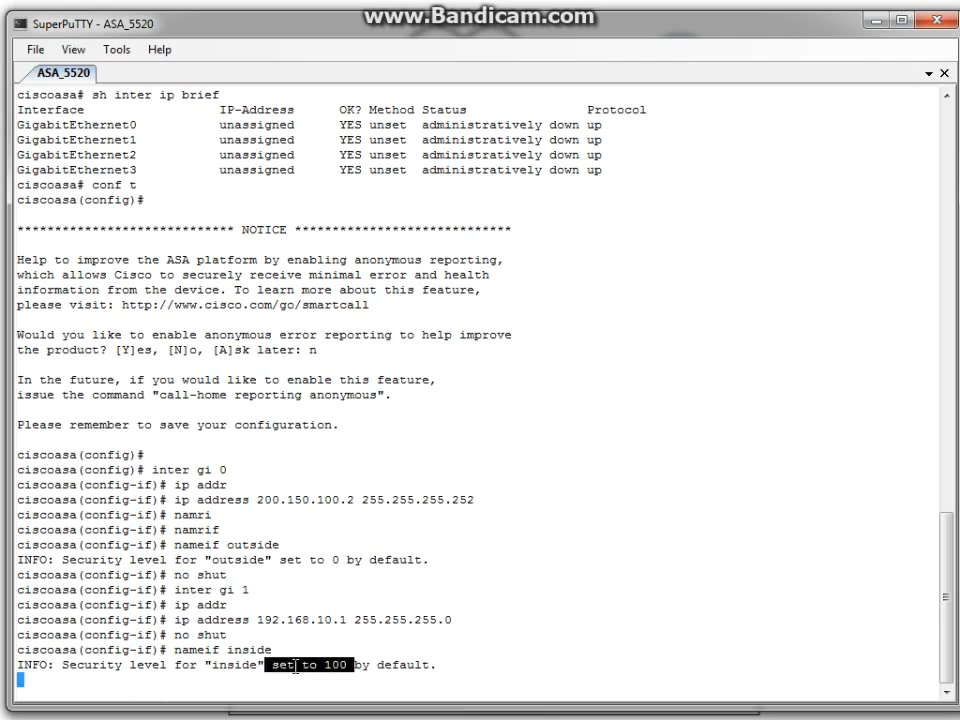 www.Bandicam.com
SuperPuTTY - ASA_5520
File View Tools Help
ASA_5520
ciscoasa# sh inter ip brief
Interface IP-Address OK? Method Status Protocol
GigabitEthernet0 unassigned YES unset administratively down up
GigabitEthernet1 unassigned YES unset administratively down up
GigabitEthernet2 unassigned YES unset administratively down up
GigabitEthernet3 unassigned YES unset administratively down up
ciscoasa# conf t
ciscoasa(config)#
***************************** NOTICE *****************************
Help to improve the ASA platform by enabling anonymous reporting,
which allows Cisco to securely receive minimal error and health
information from the device. To learn more about this feature,
please visit: http://www.cisco.com/go/smartcall
Would you like to enable anonymous error reporting to help improve
the product? [Y]es, [N]o, [A]sk later: n
In the future, if you would like to enable this feature,
issue the command "call-home reporting anonymous".
Please remember to save your configuration.
ciscoasa(config)#
ciscoasa(config)# inter gi 0
ciscoasa(config-if)# ip addr
ciscoasa(config-if)# ip address 200.150.100.2 255.255.255.252
ciscoasa(config-if)# namri
ciscoasa(config-if)# namrif
ciscoasa(config-if)# nameif outside
INFO: Security level for "outside" set to 0 by default.
ciscoasa(config-if)# no shut
ciscoasa(config-if)# inter gi 1
ciscoasa(config-if)# ip addr
ciscoasa(config-if)# ip address 192.168.10.1 255.255.255.0
ciscoasa(config-if)# no shut
ciscoasa(config-if)# nameif inside
INFO: Security level for "inside" set to 100 by default.